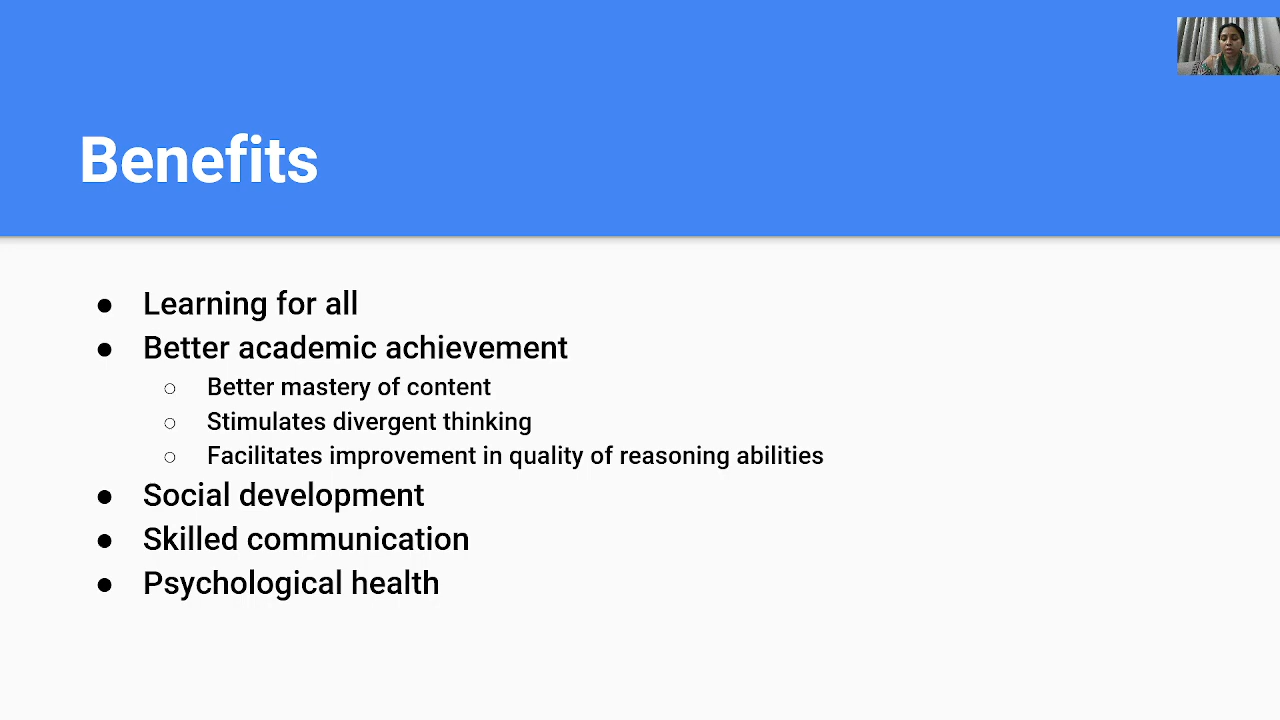 Benefits
● Learning for all
● Better academic achievement
○ Better mastery of content
○ Stimulates divergent thinking
○ Facilitates improvement in quality of reasoning abilities
● Social development
● Skilled communication
● Psychological health